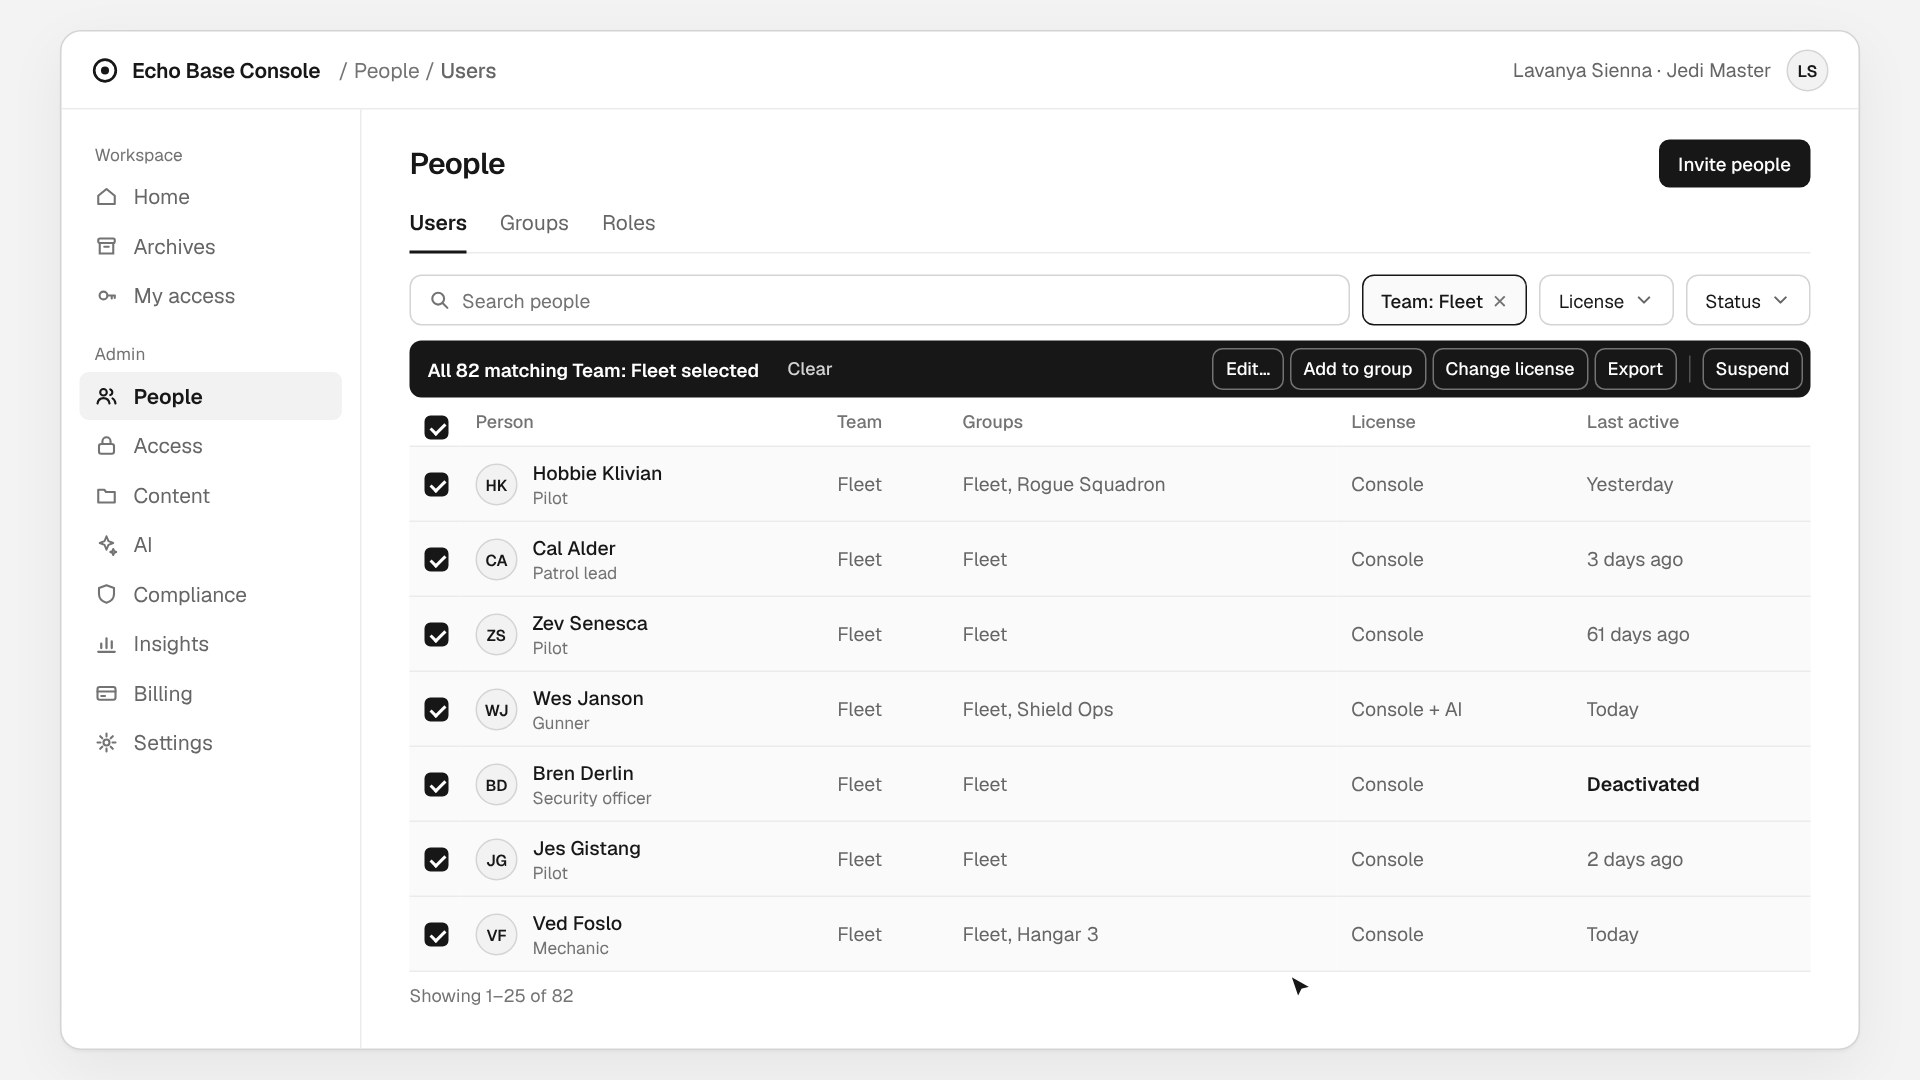 Echo Base Console / People / Users
Lavanya Sienna · Jedi Master LS
Workspace
Home
Archives
My access
Admin
People
Access
Content
AI
Compliance
Insights
Billing
Settings
People
Invite people
Users Groups Roles
Search people
Team: Fleet
License
Status
All 82 matching Team: Fleet selected Clear Edit... Add to group Change license Export Suspend
Person Team Groups License Last active
HK Hobbie Klivian Fleet Fleet, Rogue Squadron Console Yesterday
Pilot
CA Cal Alder Fleet Fleet Console 3 days ago
Patrol lead
ZS Zev Senesca Fleet Fleet Console 61 days ago
Pilot
WJ Wes Janson Fleet Fleet, Shield Ops Console + AI Today
Gunner
BD Bren Derlin Fleet Fleet Console Deactivated
Security officer
JG Jes Gistang Fleet Fleet Console 2 days ago
Pilot
VF Ved Foslo Fleet Fleet, Hangar 3 Console Today
Mechanic
Showing 1–25 of 82